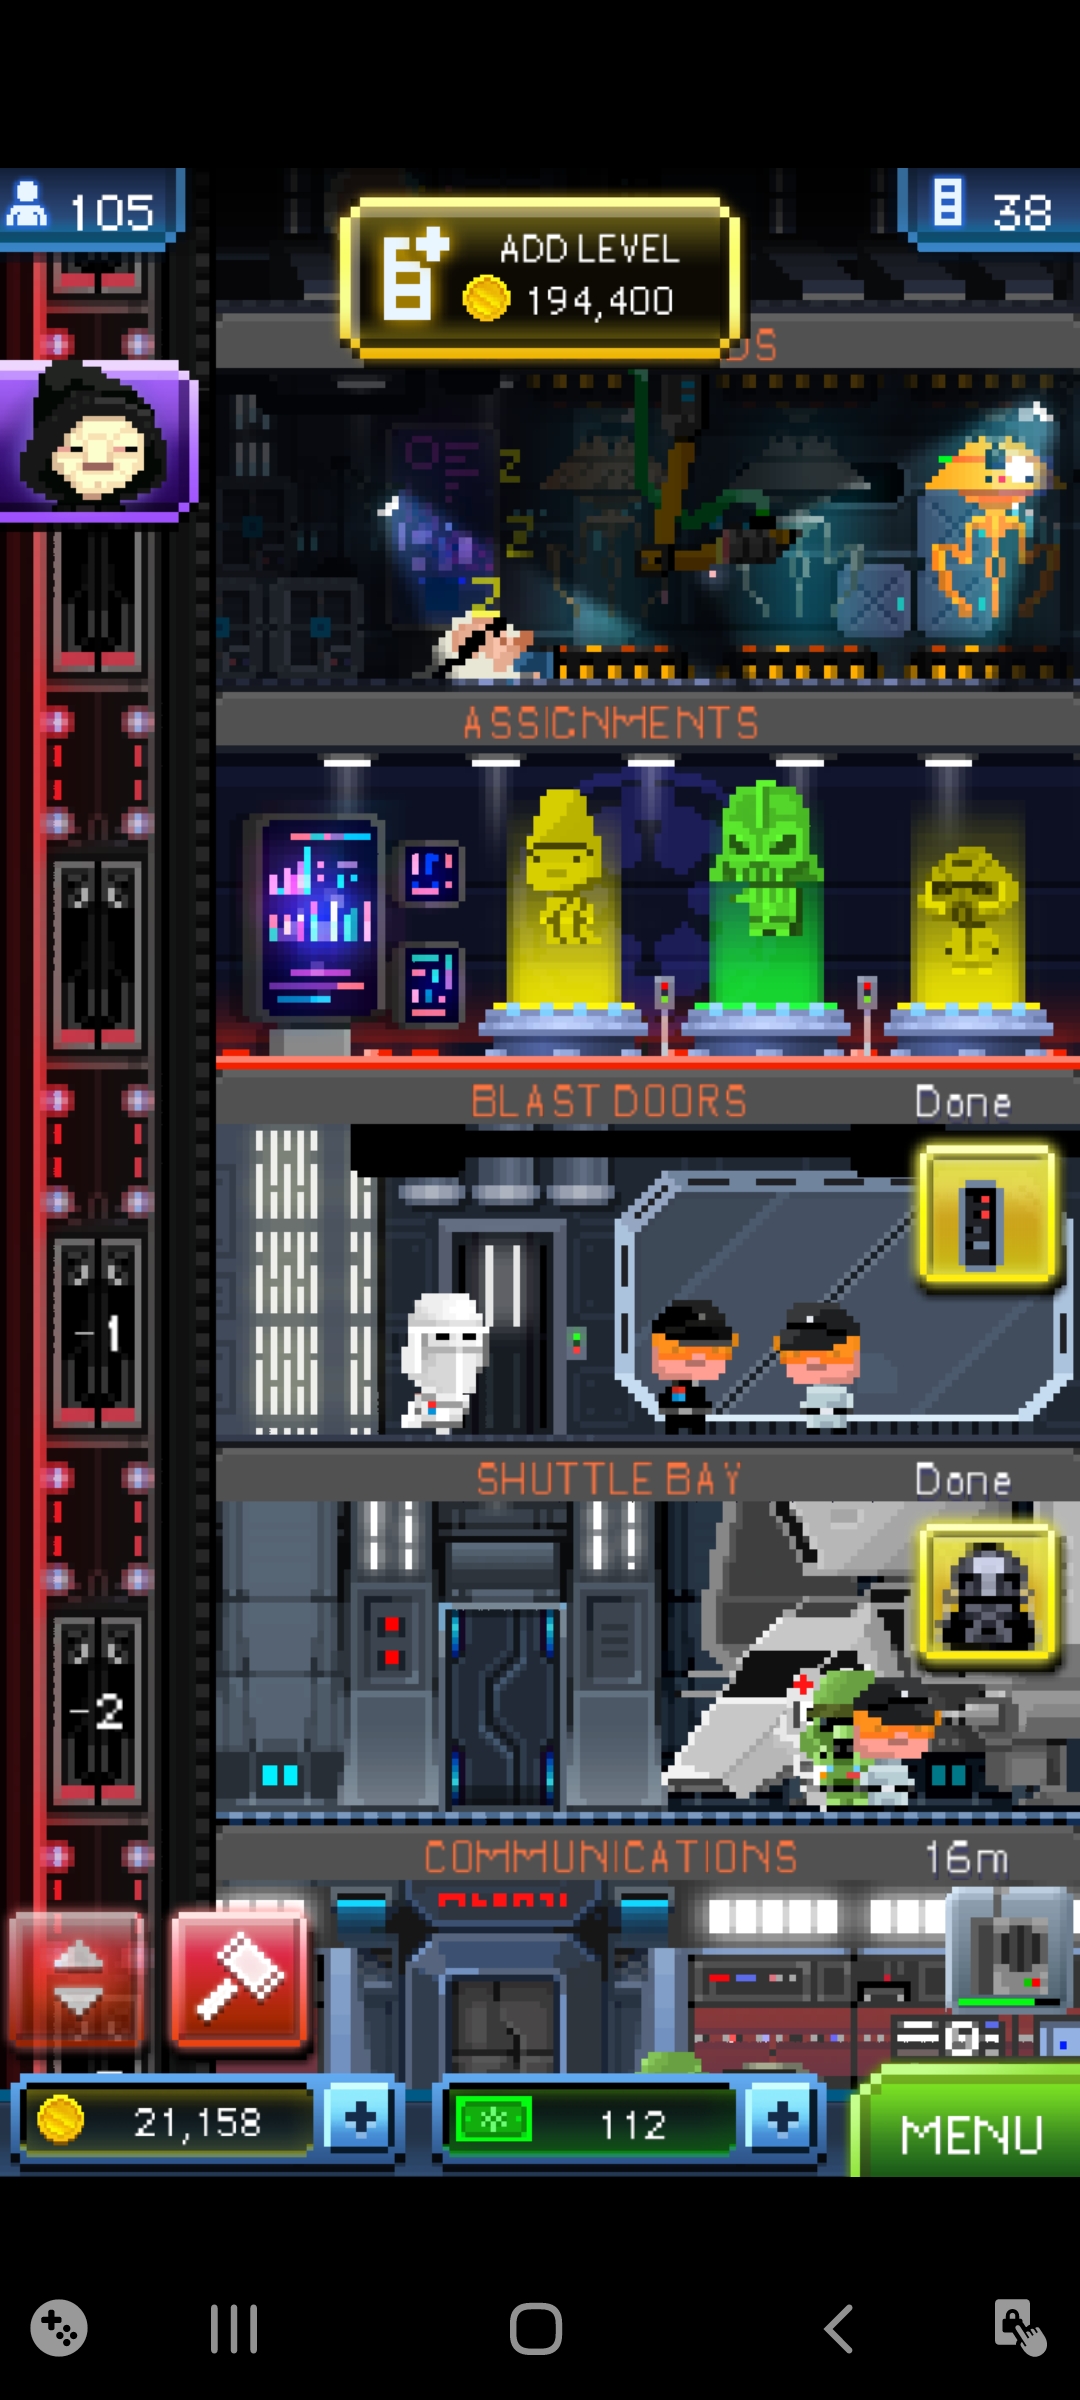 105
ADD LEVEL
194,400
38
DS
ASSIGNMENTS
BLAST DOORS
Done
-1
SHUTTLE BAY
Done
-2
COMMUNICATIONS
16m
21,158
112
MENU